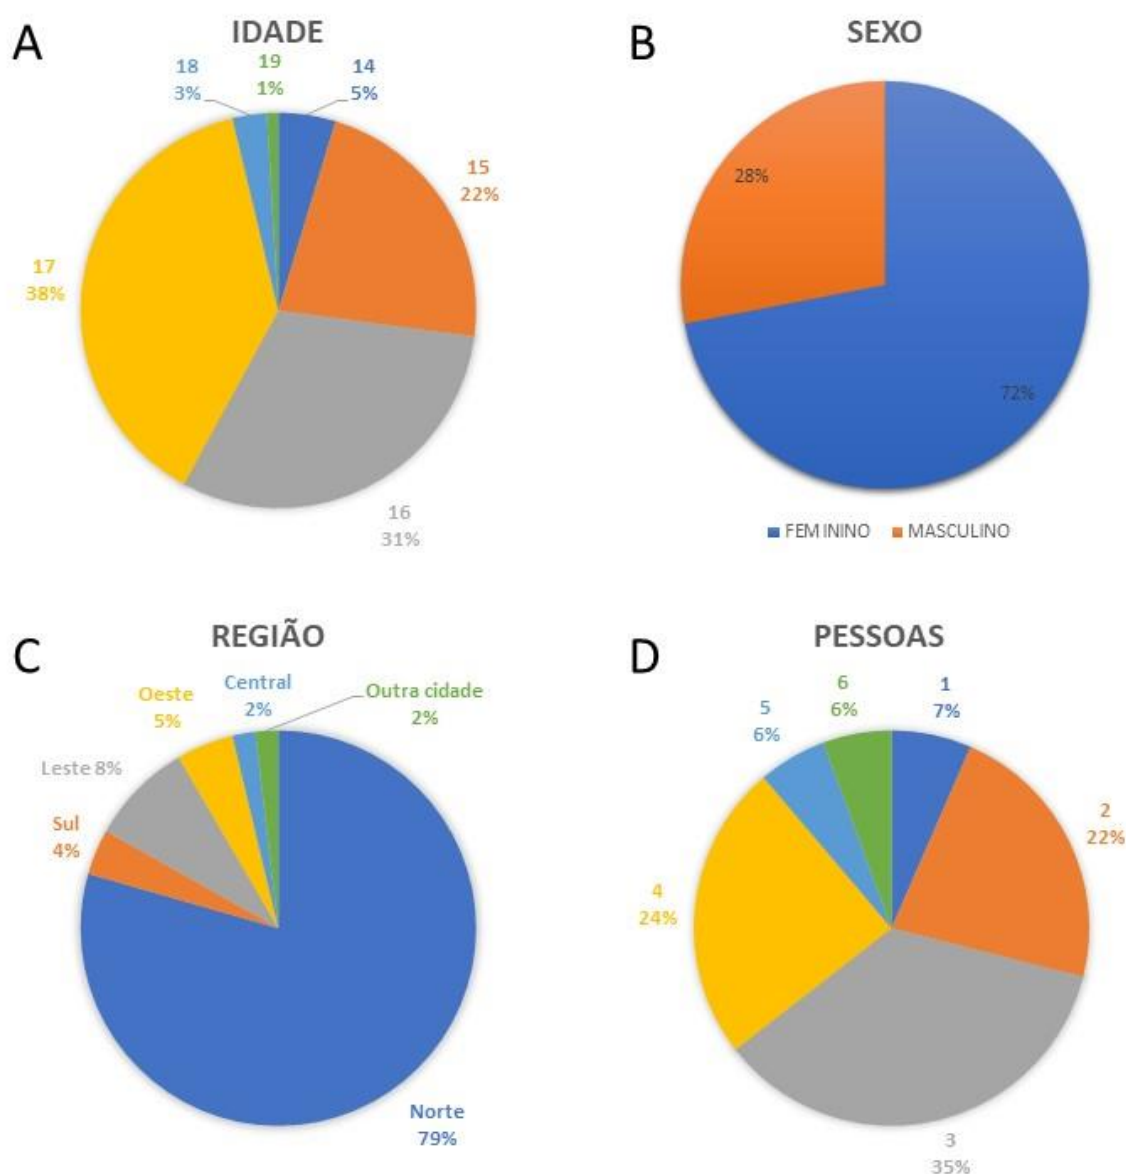 A
IDADE
18
3%
19
1%
14
5%
15
22%
17
38%
16
31%
B
SEXO
28%
72%
FEMININO
MASCULINO
C
REGIÃO
Oeste
5%
Central
2%
Outra cidade
2%
Leste 8%
Sul
4%
Norte
79%
D
PESSOAS
5
6%
6
6%
1
7%
2
22%
4
24%
3
35%